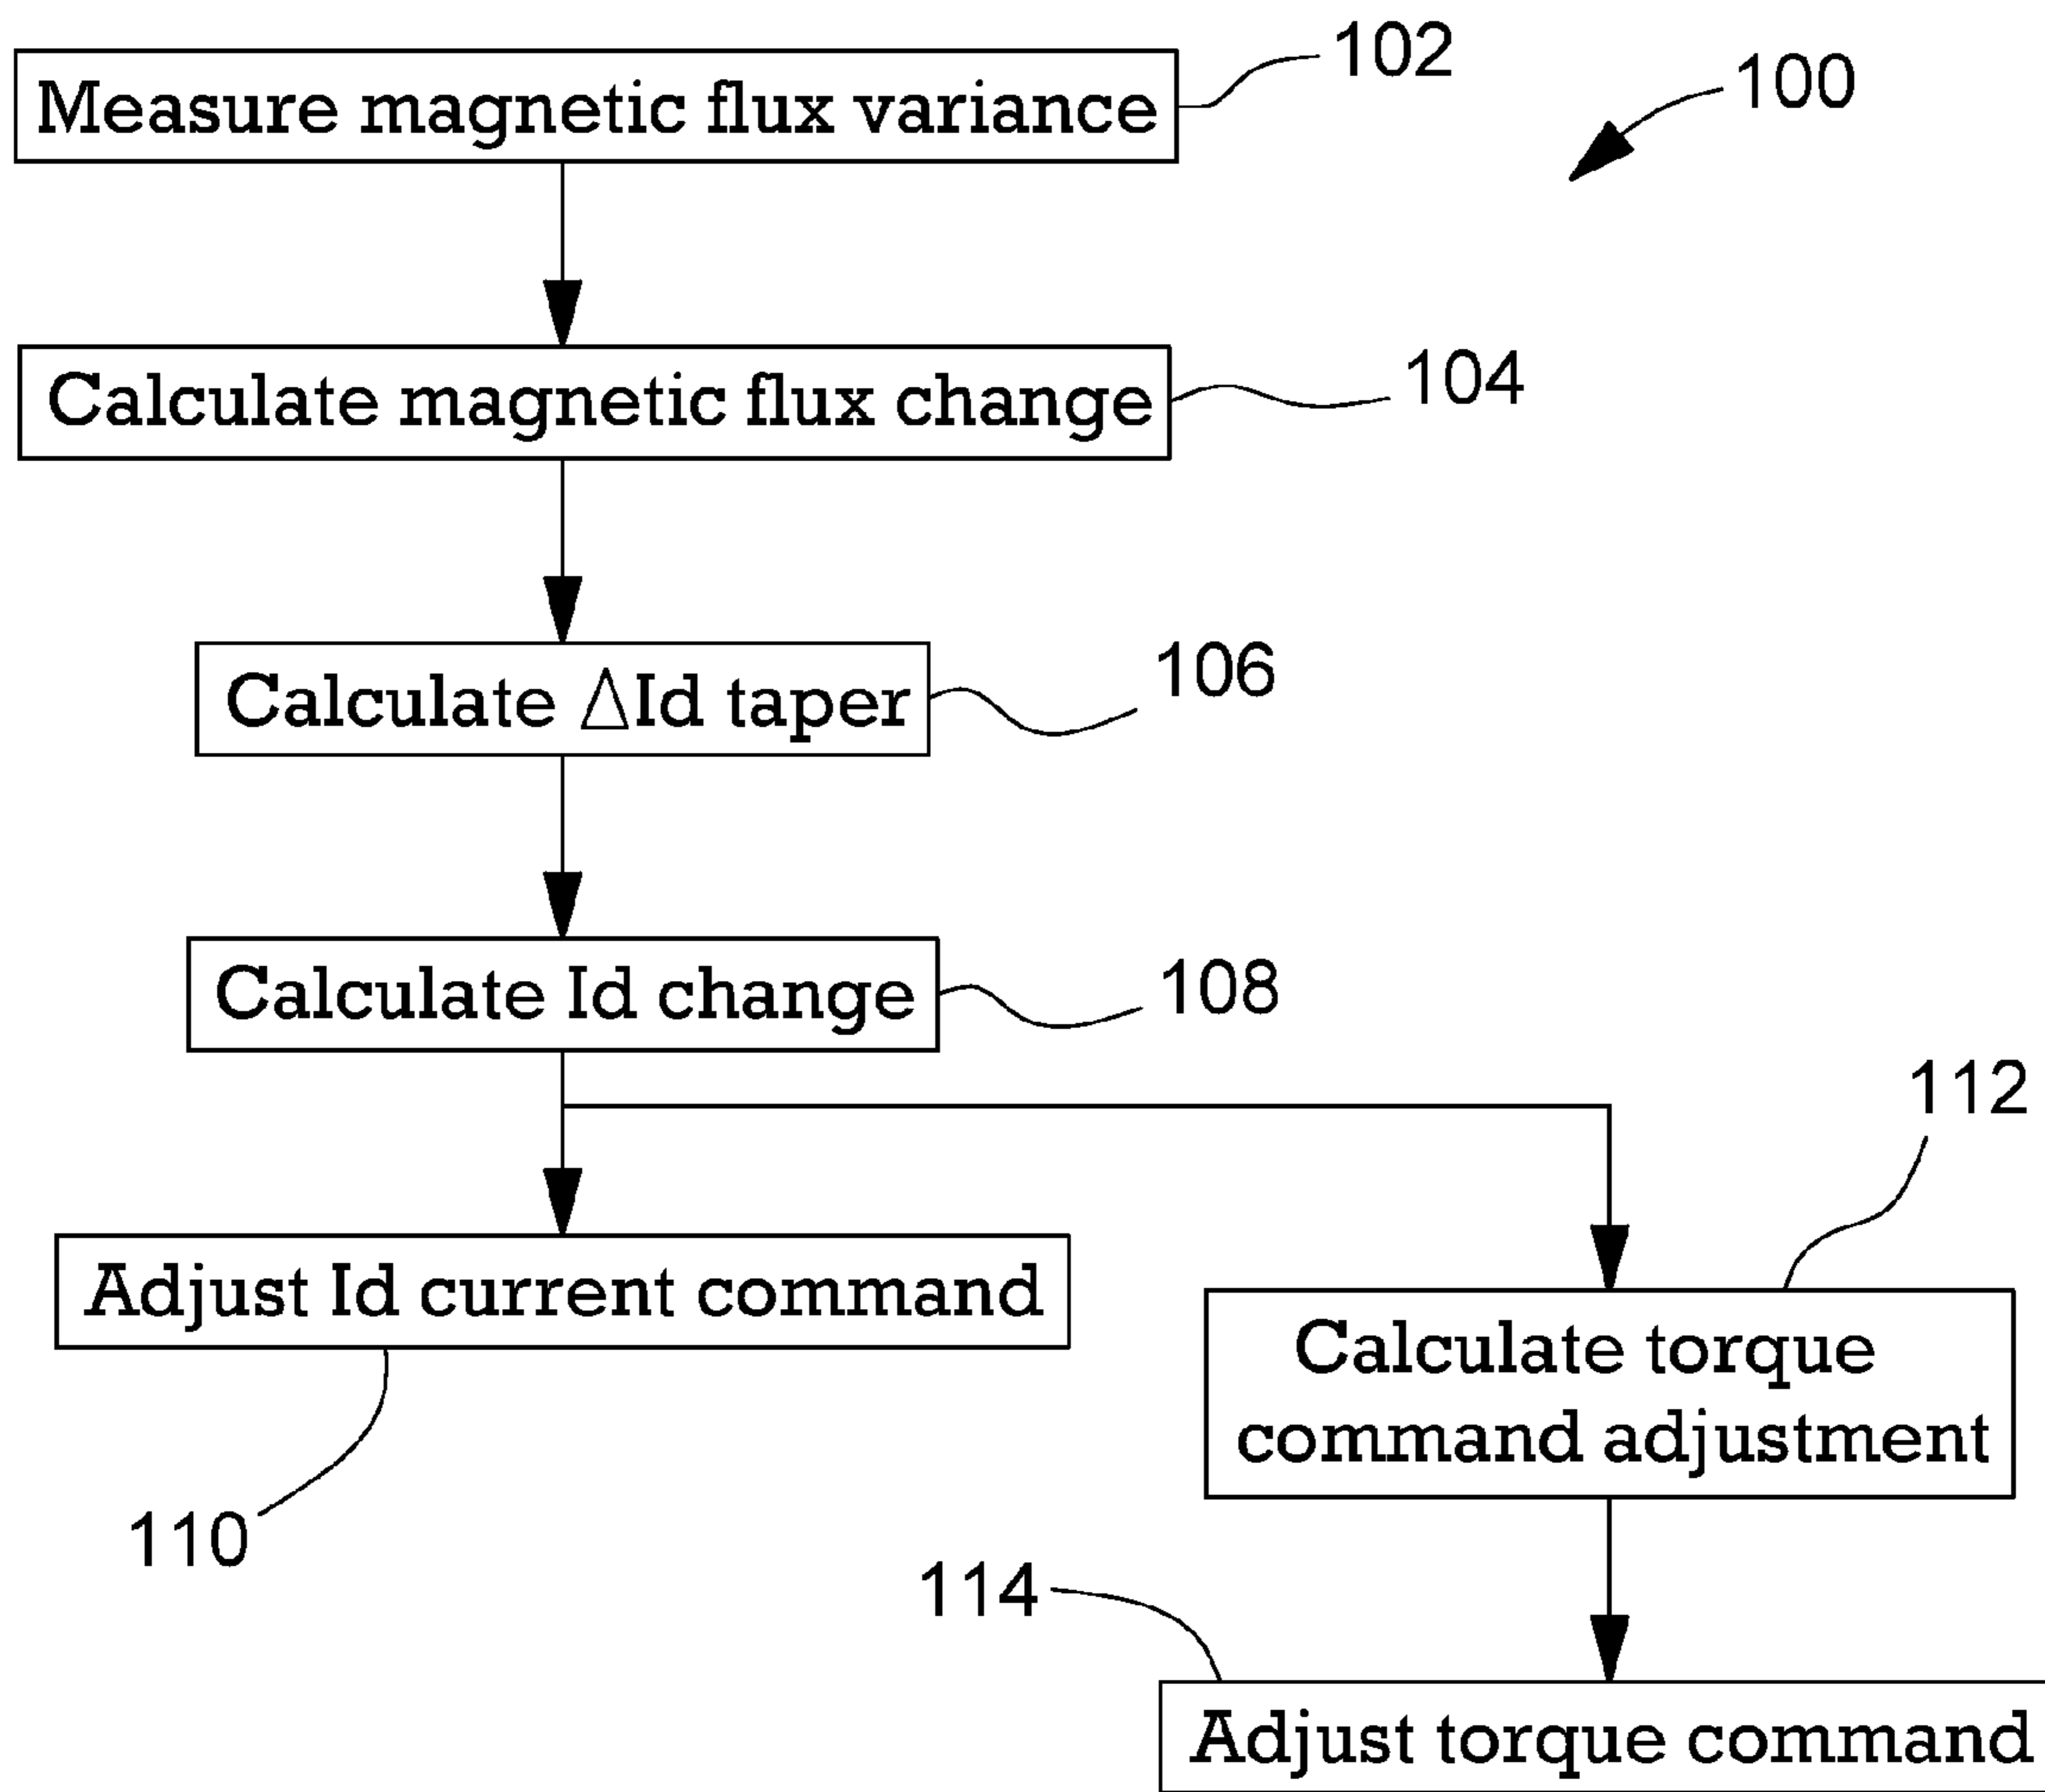 Measure magnetic flux variance
102
100
Calculate magnetic flux change
104
Calculate △Id taper
106
Calculate Id change
108
112
Adjust Id current command
110
Calculate torque
command adjustment
114
Adjust torque command